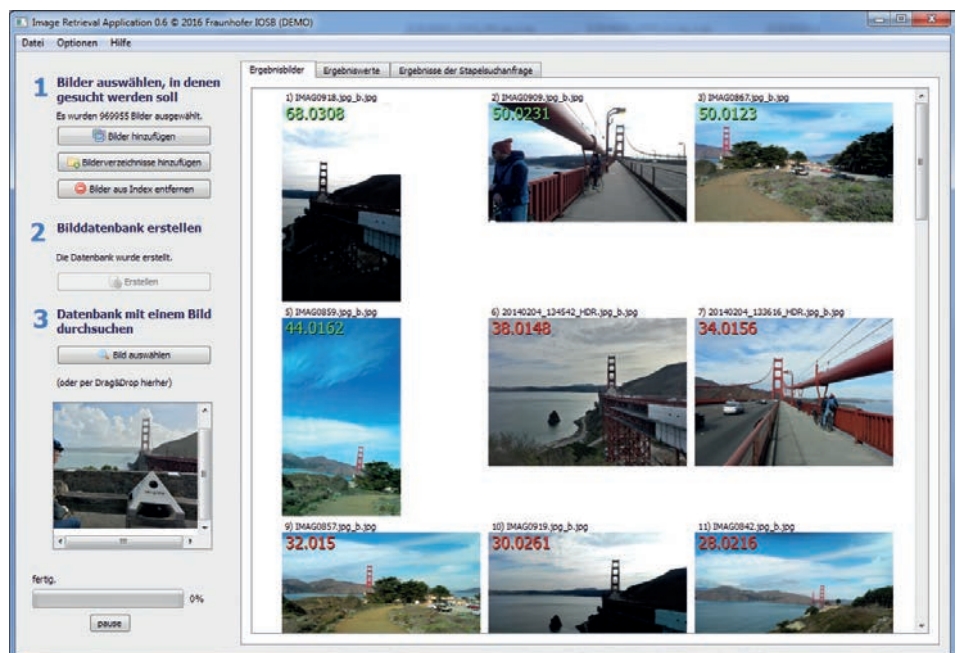 Image Retrieval Application 0.6 © 2016 Fraunhofer IOSB (DEMO)
Datei Optionen Hilfe
1 Bilder auswählen, in denen
gesucht werden soll
Es wurden 969955 Bilder ausgewählt.
Bilder hinzufügen
Bilderverzeichnisse hinzufügen
Bilder aus Index entfernen
2 Bilddatenbank erstellen
Die Datenbank wurde erstellt.
Erstellen
3 Datenbank mit einem Bild
durchsuchen
Bild auswählen
(oder per Drag&Drop hierher)
fertig.
0%
pause
Ergebnisbilder Ergebniswerte Ergebnisse der Stapelsuchanfrage
1) IMAG0918.jpg_b.jpg
68.0308
2) IMAG0909.jpg_b.jpg
50.0231
3) IMAG0867.jpg_b.jpg
50.0123
5) IMAG0859.jpg_b.jpg
44.0162
6) 20140204_134542_HDR.jpg_b.jpg
38.0148
7) 20140204_133616_HDR.jpg_b.jpg
34.0156
9) IMAG0857.jpg_b.jpg
32.015
10) IMAG0919.jpg_b.jpg
30.0261
11) IMAG0842.jpg_b.jpg
28.0216